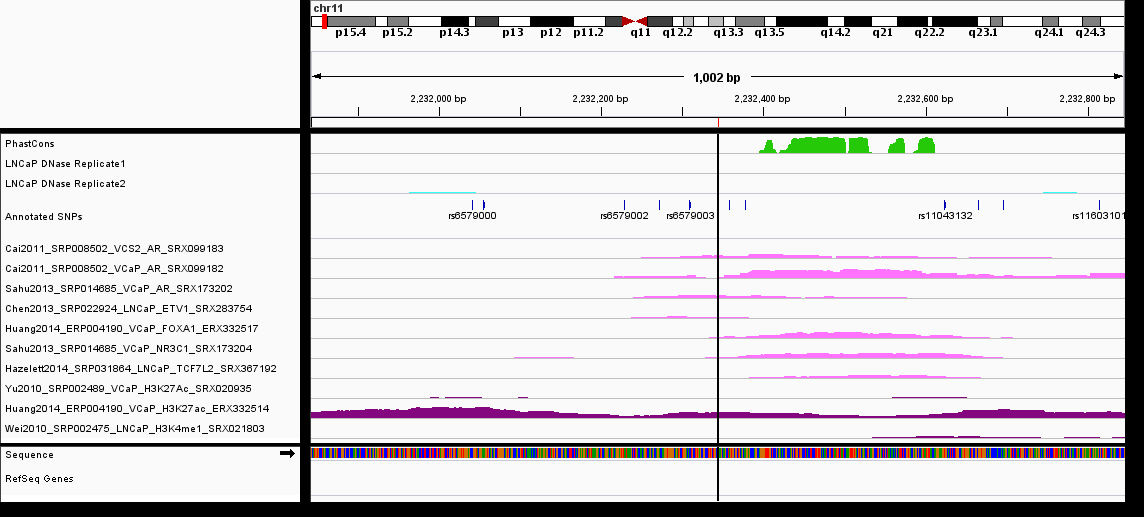 chr11
p15.4 p15.2 p14.3 p13 p12 p11.2 q11 q12.2 q13.3 q13.5 q14.2 q21 q22.2 q23.1 q24.1 q24.3
1,002 bp
2,232,000 bp 2,232,200 bp 2,232,400 bp 2,232,600 bp 2,232,800 bp
PhastCons
LNCaP DNase Replicate1
LNCaP DNase Replicate2
Annotated SNPs
rs6579000 rs6579002 rs6579003 rs11043132 rs11603101
Cai2011_SRP008502_VCS2_AR_SRX099183
Cai2011_SRP008502_VCaP_AR_SRX099182
Sahu2013_SRP014685_VCaP_AR_SRX173202
Chen2013_SRP022924_LNCaP_ETV1_SRX283754
Huang2014_ERP004190_VCaP_FOXA1_ERX332517
Sahu2013_SRP014685_VCaP_NR3C1_SRX173204
Hazelett2014_SRP031864_LNCaP_TCF7L2_SRX367192
Yu2010_SRP002489_VCaP_H3K27Ac_SRX020935
Huang2014_ERP004190_VCaP_H3K27ac_ERX332514
Wei2010_SRP002475_LNCaP_H3K4me1_SRX021803
Sequence
RefSeq Genes